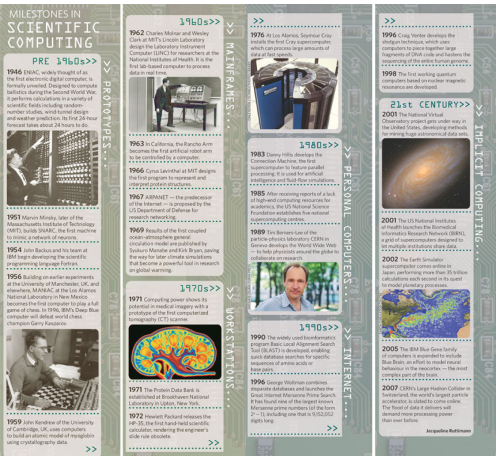 MILESTONES IN
SCIENTIFIC
COMPUTING
PRE 1960s>>
1946 ENIAC, widely thought of as
the first electronic digital computer, is
formally unveiled. Designed to compute
ballistics during the Second World War,
it performs calculations in a variety of
scientific fields including random-
number studies, wind-tunnel design
and weather prediction. Its first 24-hour
forecast takes about 24 hours to do.
1951 Marvin Minsky, later of the
Massachusetts Institute of Technology
(MIT), builds SNARC, the first machine
to mimic networks of neurons.
1954 John Backus and his team at
IBM begin developing the scientific
programming language Fortran.
1956 Building on earlier experiments
at the University of Manchester, UK, and
elsewhere, MANIAC at the Los Alamos
National Laboratory in New Mexico
becomes the first computer to play a full
game of chess. In 1996, IBM's Deep Blue
computer will defeat world chess
champion Garry Kasparov.
1959 John Kendrew of the University
of Cambridge, UK, uses computers
to build an atomic model of myoglobin
using crystallography data.
>>
>> PROTOTYPES...
1960s>>
1962 Charles Molnar and Wesley
Clark at MIT's Lincoln Laboratory
design the Laboratory Instrument
Computer (LINC) for researchers at the
National Institutes of Health. It is the
first lab-based computer to process
data in real time.
1963 In California, the Rancho Arm
becomes the first artificial robot arm
to be controlled by a computer.
1966 Cyrus Levinthal at MIT designs
the first program to represent and
interpret protein structures.
1967 ARPANET — the predecessor
of the Internet — is proposed by the
US Department of Defense for
research networking.
1969 Results of the first coupled
ocean–atmosphere general
circulation model are published by
Syukuro Manabe and Kirk Bryan, paving
the way for later climate simulations
that become a powerful tool in research
on global warming.
>> MAINFRAMES...
1970s>>
1971 Computing power shows its
potential in medical imagery with a
prototype of the first computerized
tomography (CT) scanner.
1971 The Protein Data Bank is
established at Brookhaven National
Laboratory in Upton, New York.
1972 Hewlett Packard releases the
HP-35, the first hand-held scientific
calculator, rendering the engineer's
slide rule obsolete.
>>
>> WORKSTATIONS...
1976 At Los Alamos, Seymour Cray
installs the first Cray supercomputer,
which can process large amounts of
data at fast speeds.
1980s>>
1983 Danny Hillis develops the
Connection Machine, the first
supercomputer to feature parallel
processing. It is used for artificial
intelligence and fluid-flow simulations.
1985 After receiving reports of a lack
of high-end computing resources for
academics, the US National Science
Foundation establishes five national
supercomputing centres.
1989 Tim Berners-Lee of the
particle-physics laboratory CERN in
Geneva develops the World Wide Web
— to help physicists around the globe to
collaborate on research.
>> PERSONAL COMPUTERS...
1990s>>
1990 The widely used bioinformatics
program Basic Local Alignment Search
Tool (BLAST) is developed, enabling
quick database searches for specific
sequences of amino acids or
base pairs.
1996 George Woltman combines
disparate databases and launches the
Great Internet Mersenne Prime Search. It
has found nine of the largest known
Mersenne prime numbers (of the form
2ⁿ−1), including one that is 9,152,052
digits long.
>>
>> INTERNET...
1996 Craig Venter develops the
shotgun technique, which uses
computers to piece together large
fragments of DNA code and hastens the
sequencing of the entire human genome.
1998 The first working quantum
computers based on nuclear magnetic
resonance are developed.
21st CENTURY>>
2001 The National Virtual
Observatory project gets under way in
the United States, developing methods
for mining huge astronomical data sets.
2001 The US National Institutes
of Health launches the Biomedical
Informatics Research Network (BIRN),
a grid of supercomputers designed to
let multiple institutions share data.
2002 The Earth Simulator
supercomputer comes online in
Japan, performing more than 35 trillion
calculations each second in its quest
to model planetary processes.
2005 The IBM Blue Gene family
of computers is expanded to include
Blue Brain, an effort to model neural
behaviour in the neocortex — the most
complex part of the brain.
2007 CERN's Large Hadron Collider in
Switzerland, the world's largest particle
accelerator, is slated to come online.
The flood of data it delivers will
demand more processing power
than ever before.
Jacqueline Ruttimann
>> IMPLICIT COMPUTING...